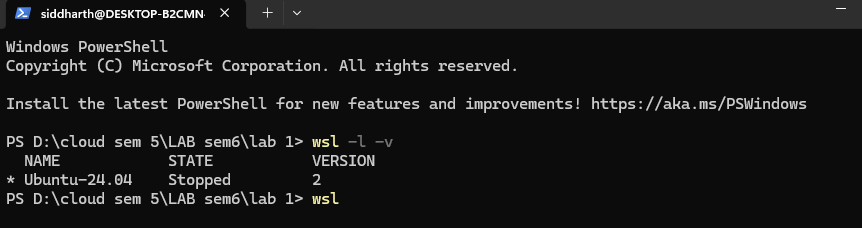 siddharth@DESKTOP-B2CMN
Windows PowerShell
Copyright (C) Microsoft Corporation. All rights reserved.
Install the latest PowerShell for new features and improvements! https://aka.ms/PSWindows
PS D:\cloud sem 5\LAB sem6\lab 1> wsl -l -v
  NAME            STATE           VERSION
* Ubuntu-24.04    Stopped         2
PS D:\cloud sem 5\LAB sem6\lab 1> wsl